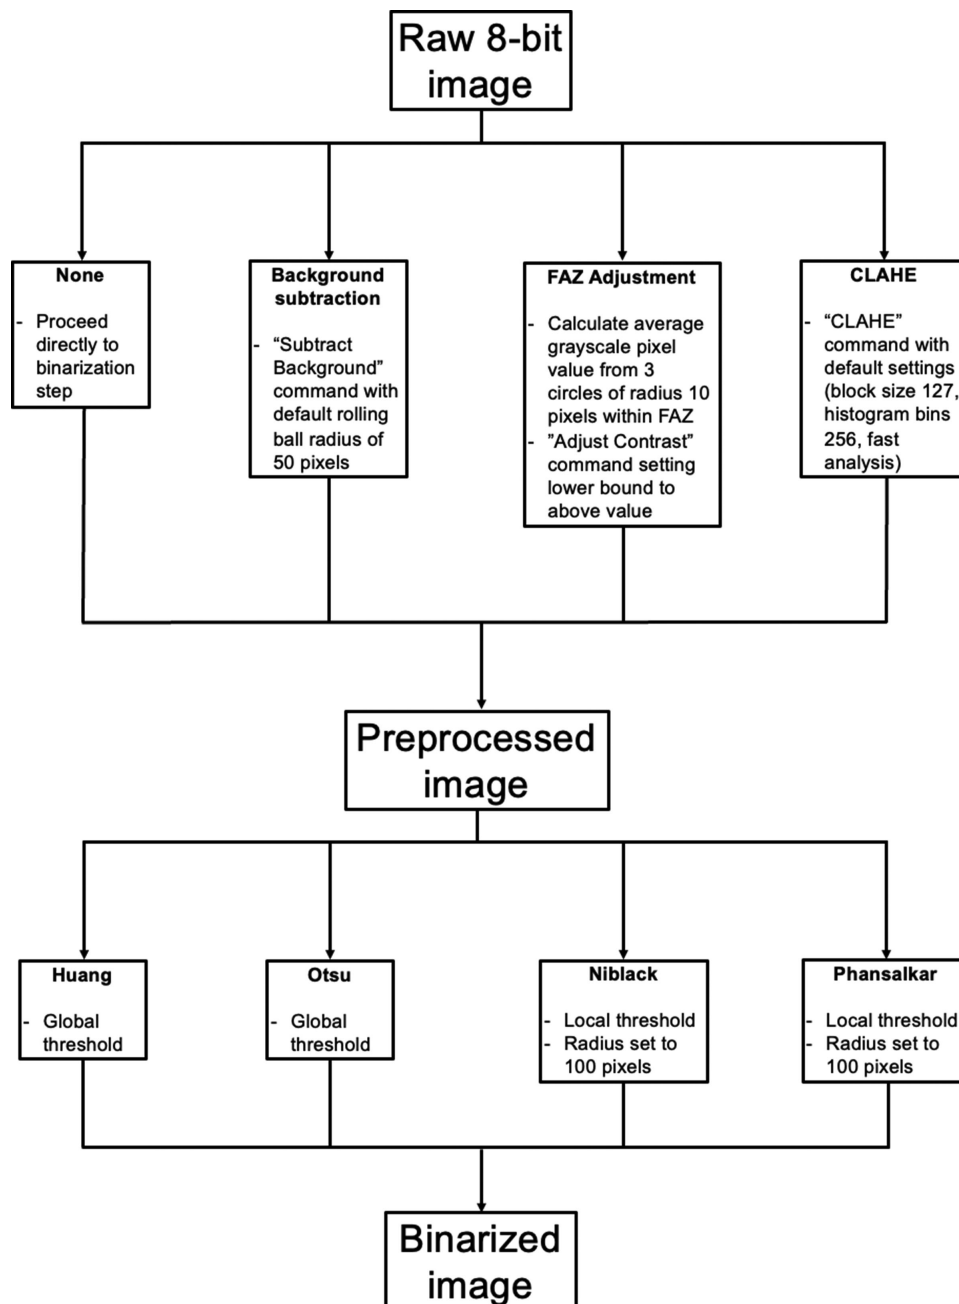 Raw 8-bit
image
None
- Proceed
directly to
binarization
step
Background
subtraction
- “Subtract
Background”
command with
default rolling
ball radius of
50 pixels
FAZ Adjustment
- Calculate average
grayscale pixel
value from 3
circles of radius 10
pixels within FAZ
- ”Adjust Contrast”
command setting
lower bound to
above value
CLAHE
- “CLAHE”
command with
default settings
(block size 127,
histogram bins
256, fast
analysis)
Preprocessed
image
Huang
- Global
threshold
Otsu
- Global
threshold
Niblack
- Local threshold
- Radius set to
100 pixels
Phansalkar
- Local threshold
- Radius set to
100 pixels
Binarized
image